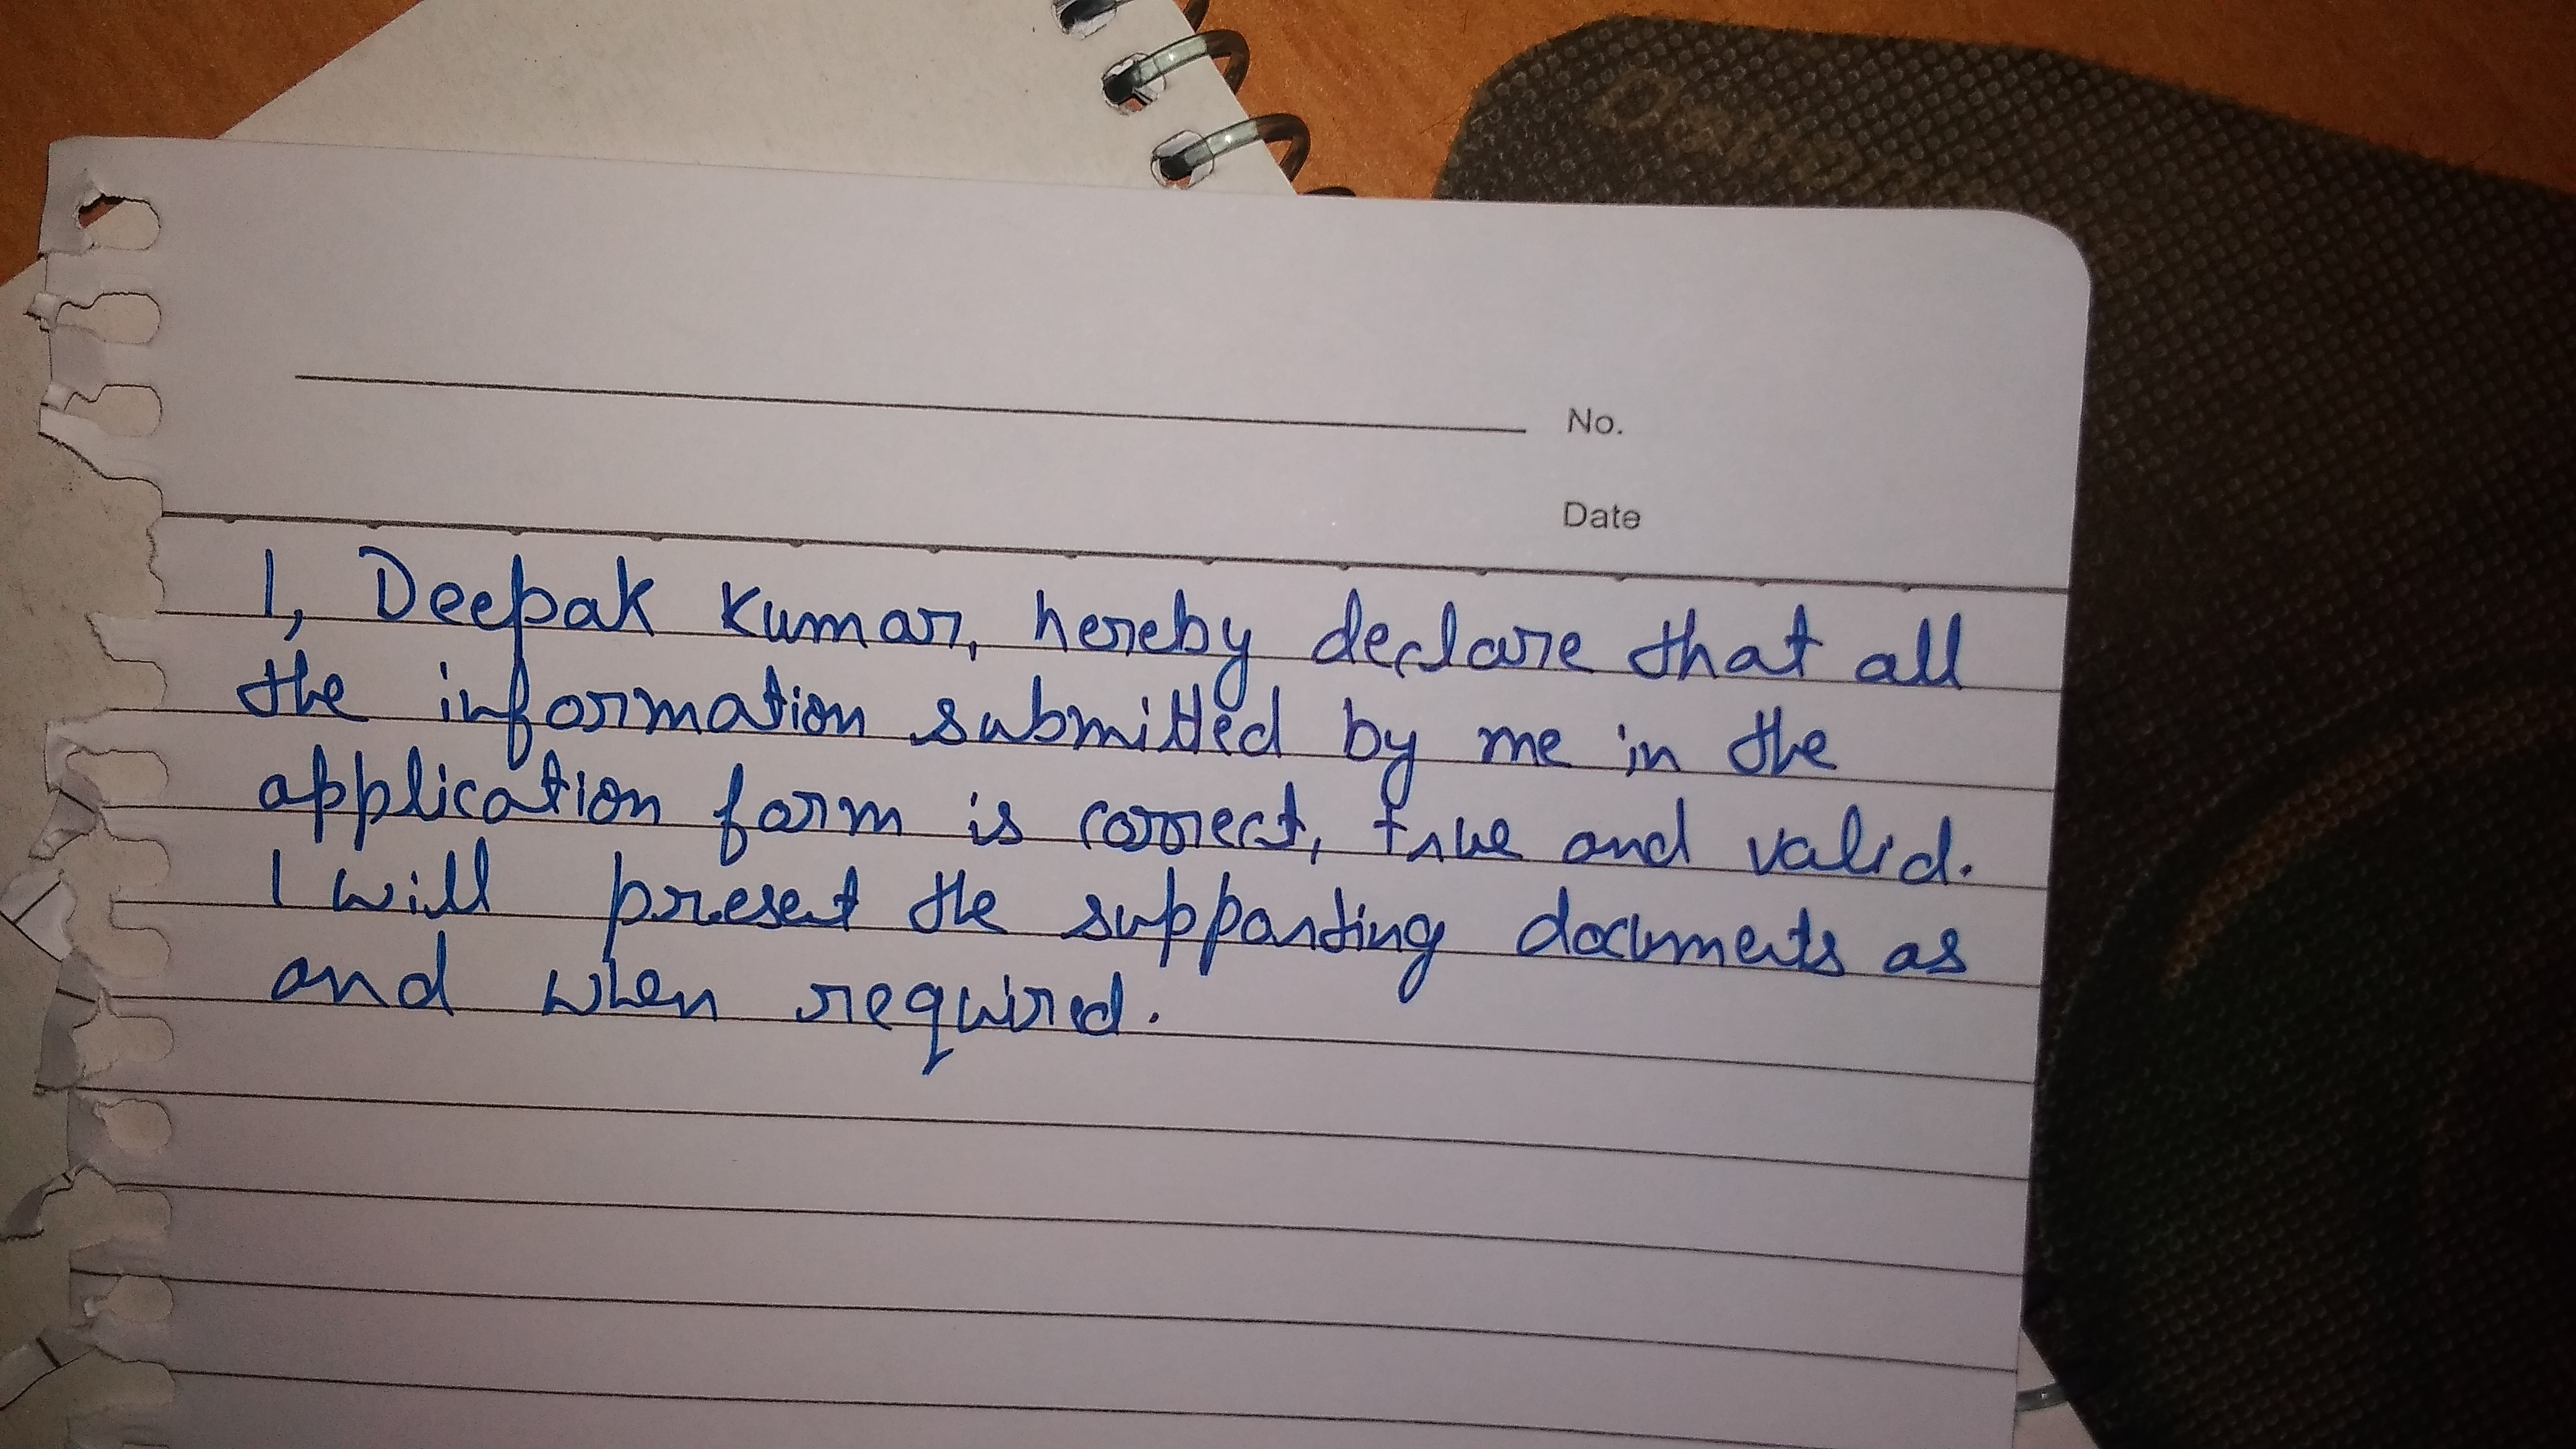 No.
Date
I, Deepak Kumar, hereby declare that all
the information submitted by me in the
application form is correct, true and valid.
I will present the supporting documents as
and when required.